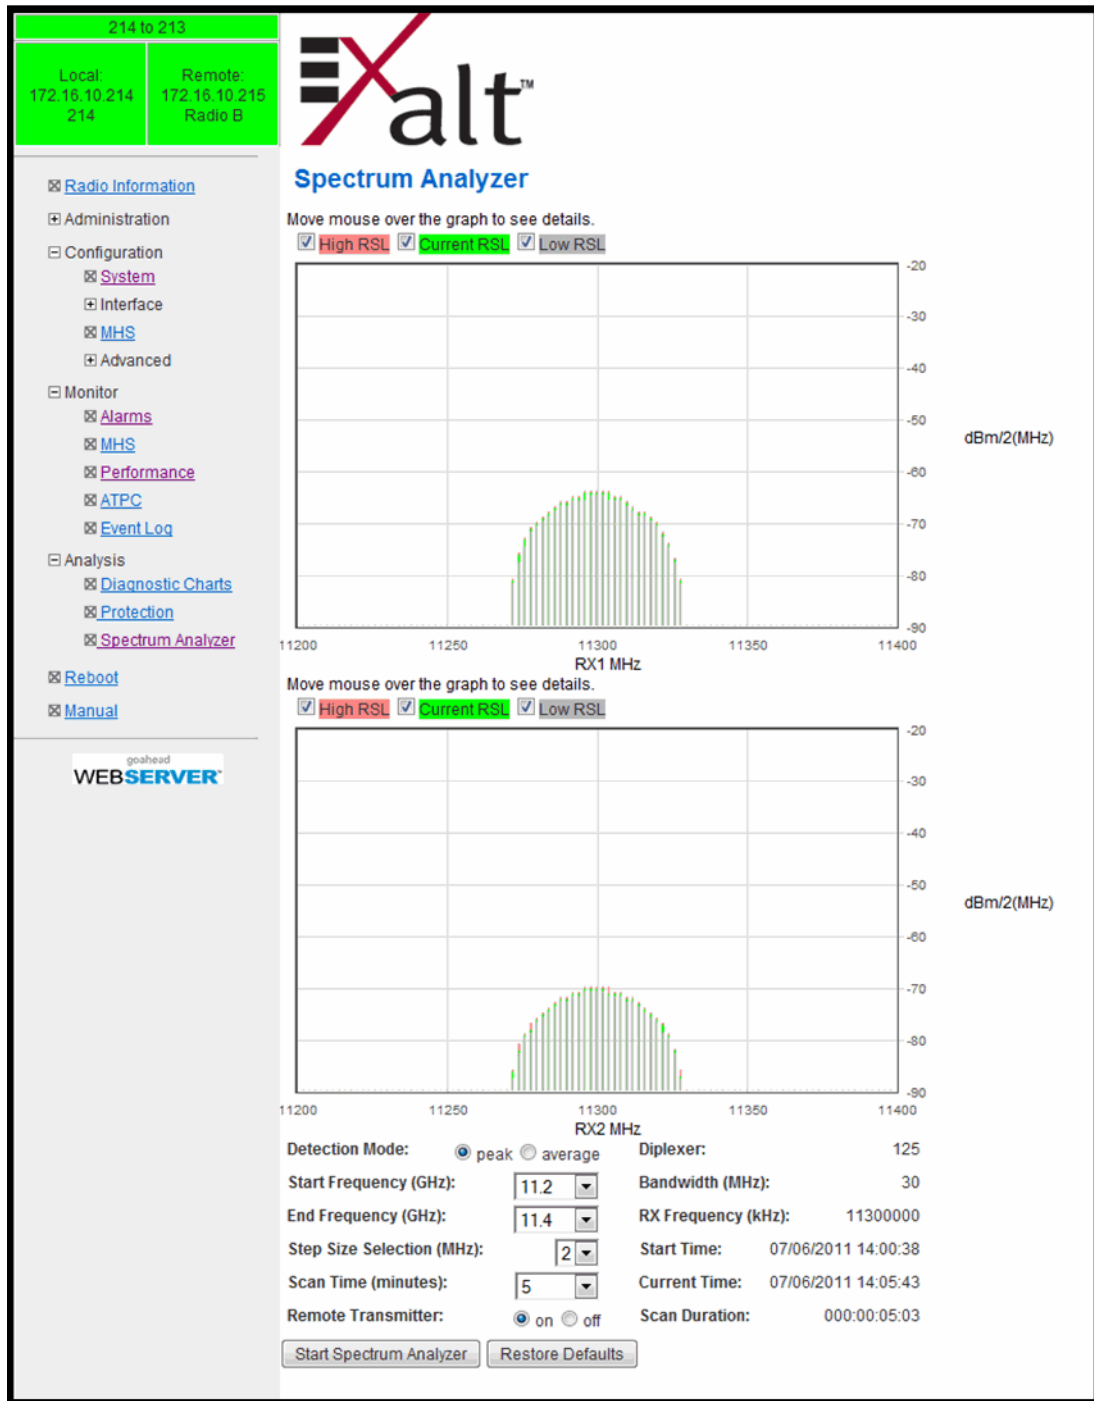 214 to 213
Local:
172.16.10.214
214
Remote:
172.16.10.215
Radio B
EXalt™
Radio Information
Administration
Configuration
System
Interface
MHS
Advanced
Monitor
Alarms
MHS
Performance
ATPC
Event Log
Analysis
Diagnostic Charts
Protection
Spectrum Analyzer
Reboot
Manual
goahead
WEBSERVER
Spectrum Analyzer
Move mouse over the graph to see details.
High RSL Current RSL Low RSL
-20
-30
-40
-50
dBm/2(MHz)
-60
-70
-80
-90
11200 11250 11300 11350 11400
RX1 MHz
Move mouse over the graph to see details.
High RSL Current RSL Low RSL
-20
-30
-40
-50
dBm/2(MHz)
-60
-70
-80
-90
11200 11250 11300 11350 11400
RX2 MHz
Detection Mode: peak average Diplexer: 125
Start Frequency (GHz): 11.2 Bandwidth (MHz): 30
End Frequency (GHz): 11.4 RX Frequency (kHz): 11300000
Step Size Selection (MHz): 2 Start Time: 07/06/2011 14:00:38
Scan Time (minutes): 5 Current Time: 07/06/2011 14:05:43
Remote Transmitter: on off Scan Duration: 000:00:05:03
Start Spectrum Analyzer Restore Defaults